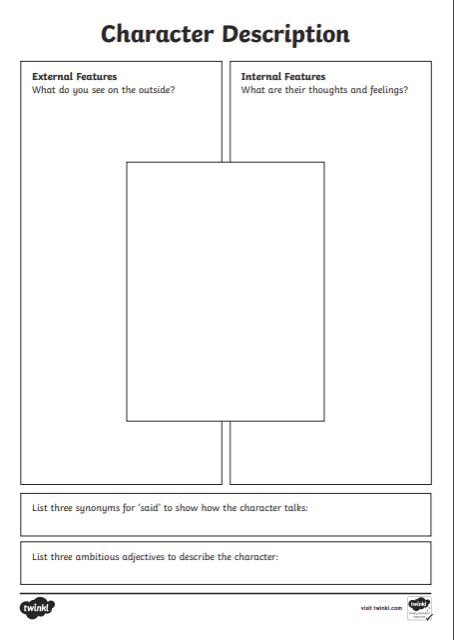 Character Description
External Features
What do you see on the outside?
Internal Features
What are their thoughts and feelings?
List three synonyms for ‘said’ to show how the character talks:
List three ambitious adjectives to describe the character:
twinkl
visit twinkl.com
twinkl